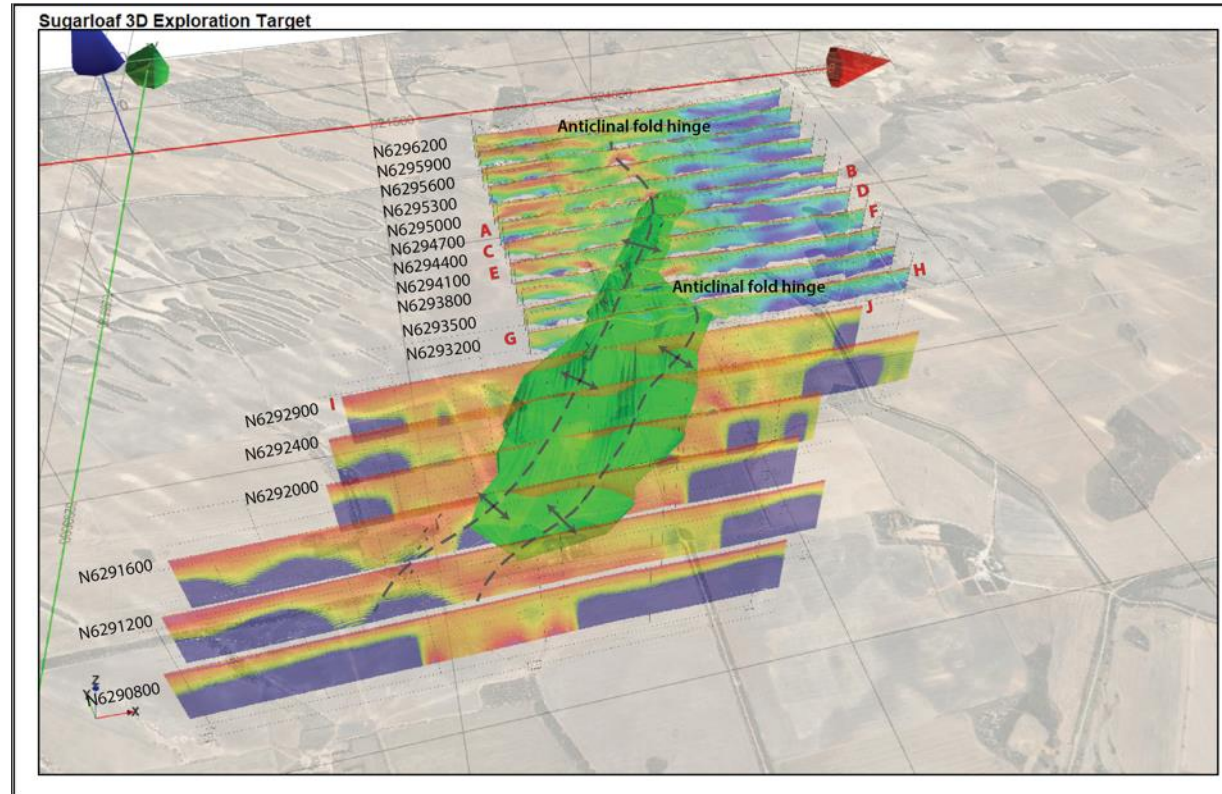 Sugarloaf 3D Exploration Target
Anticlinal fold hinge
N6296200
N6295900
N6295600
N6295300
N6295000
N6294700
N6294400
N6294100
N6293800
N6293500
N6293200
A
C
E
G
B
D
F
H
Anticlinal fold hinge
J
I
N6292900
N6292400
N6292000
N6291600
N6291200
N6290800
Z
Y
X